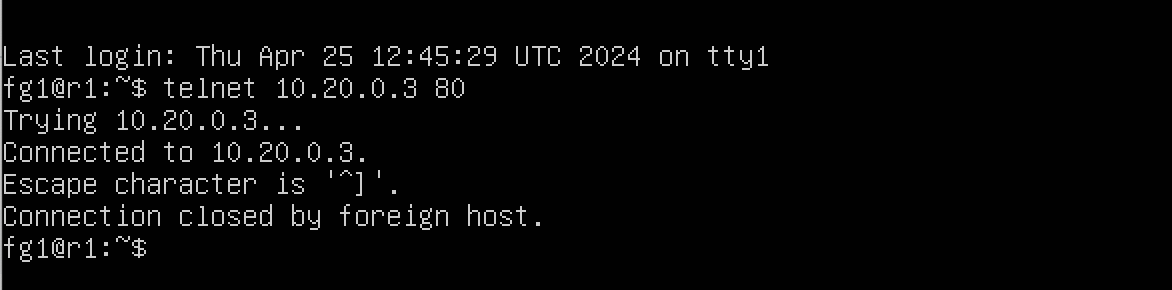 Last login: Thu Apr 25 12:45:29 UTC 2024 on tty1
fg1@r1:~$ telnet 10.20.0.3 80
Trying 10.20.0.3...
Connected to 10.20.0.3.
Escape character is '^]'.
Connection closed by foreign host.
fg1@r1:~$